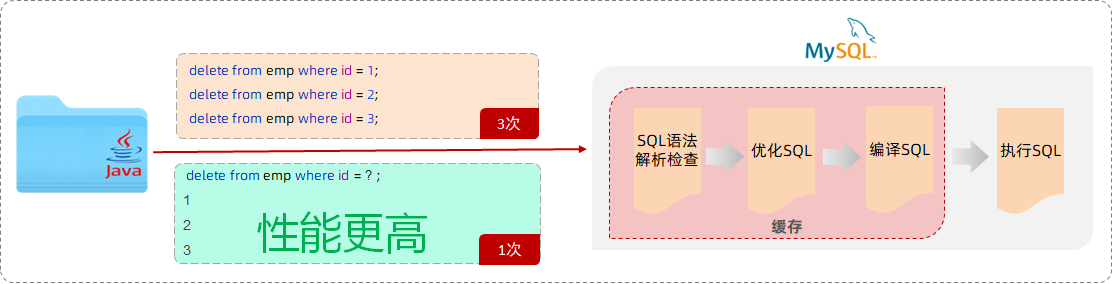 MySQL
delete from emp where id = 1;
delete from emp where id = 2;
delete from emp where id = 3;
3次
Java
delete from emp where id = ? ;
1
2
3
性能更高
1次
SQL语法
解析检查
优化SQL
编译SQL
执行SQL
缓存